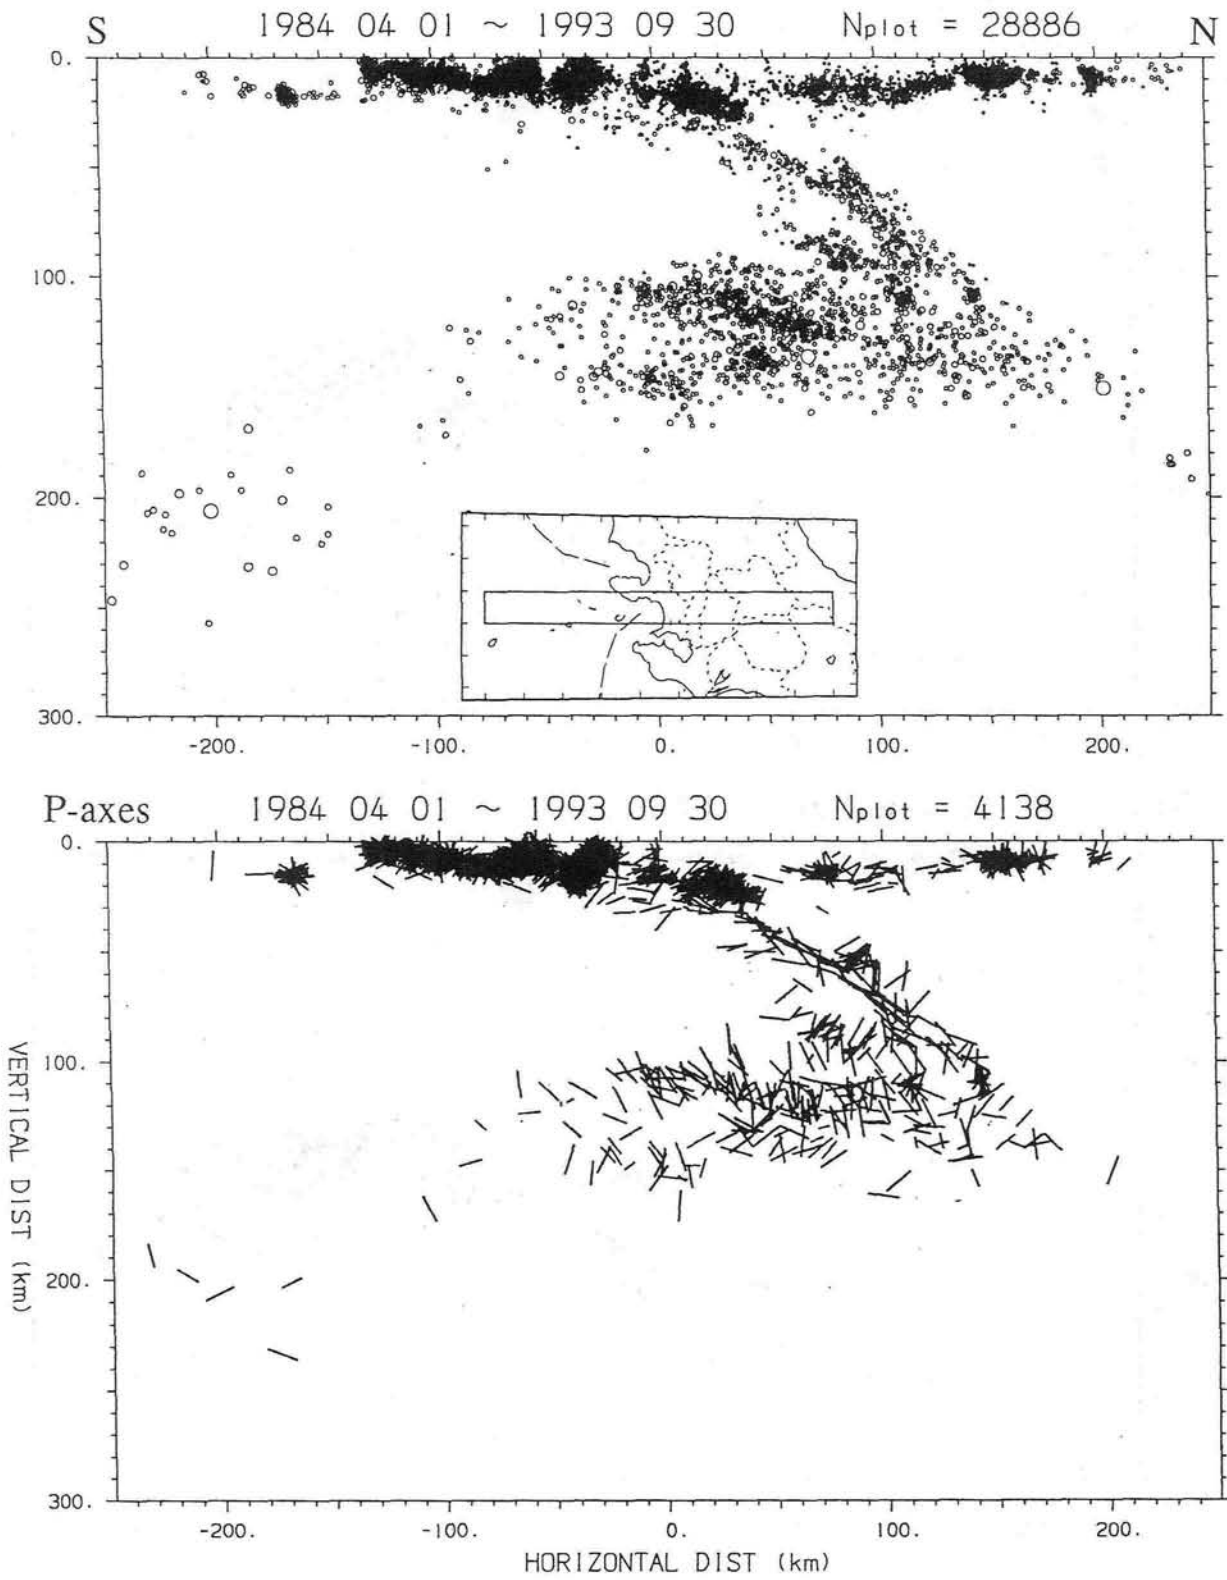 S 1984 04 01 ~ 1993 09 30 Nplot = 28886 N
0.
100.
200.
300.
-200. -100. 0. 100. 200.
P-axes 1984 04 01 ~ 1993 09 30 Nplot = 4138
0.
100.
200.
300.
VERTICAL DIST (km)
-200. -100. 0. 100. 200.
HORIZONTAL DIST (km)